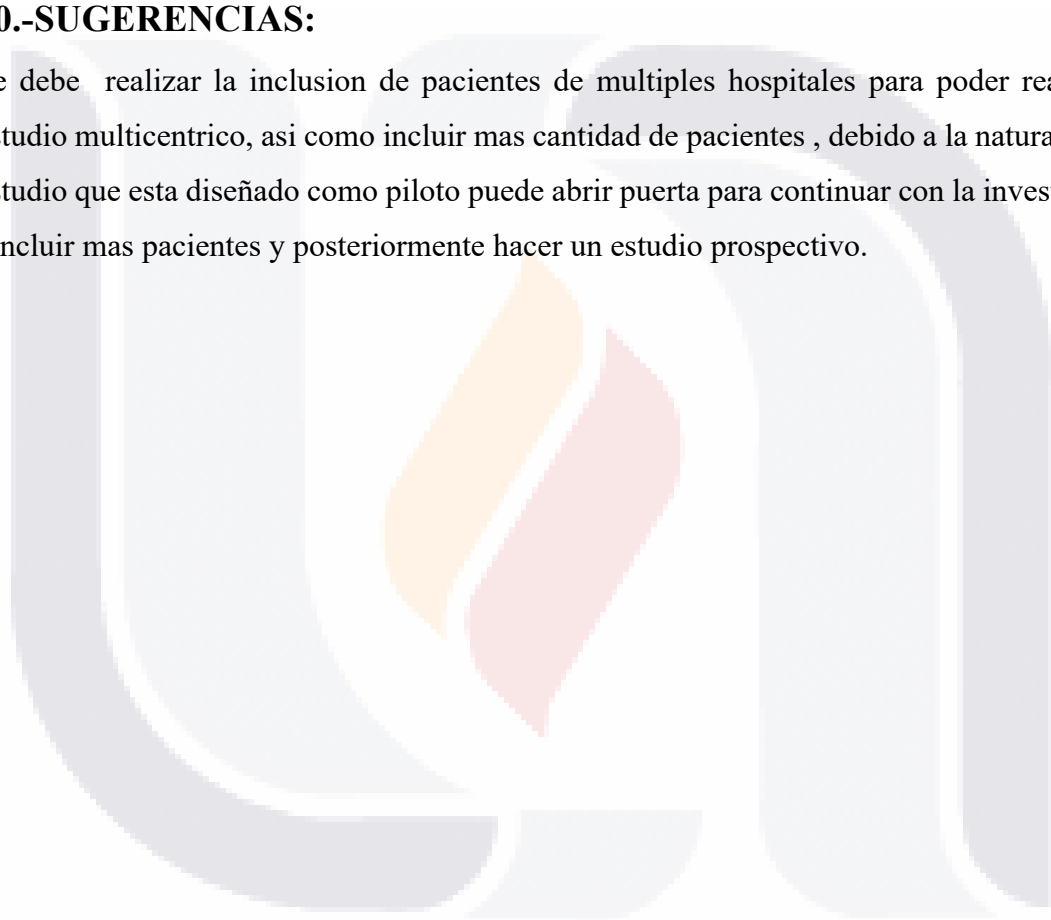 0.-SUGERENCIAS:
e debe realizar la inclusion de pacientes de multiples hospitales para poder rea
studio multicentrico, asi como incluir mas cantidad de pacientes , debido a la natura
studio que esta diseñado como piloto puede abrir puerta para continuar con la inves
ncluir mas pacientes y posteriormente hacer un estudio prospectivo.